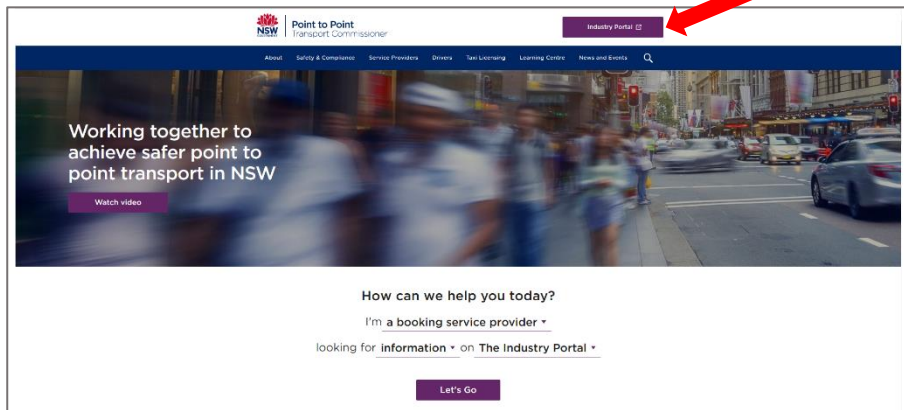 NSW
Point to Point
Transport Commissioner
Industry Portal
About Safety & Compliance Service Providers Drivers Taxi Licensing Learning Centre News and Events
Working together to
achieve safer point to
point transport in NSW
Watch video
How can we help you today?
I'm a booking service provider
looking for information on The Industry Portal
Let's Go